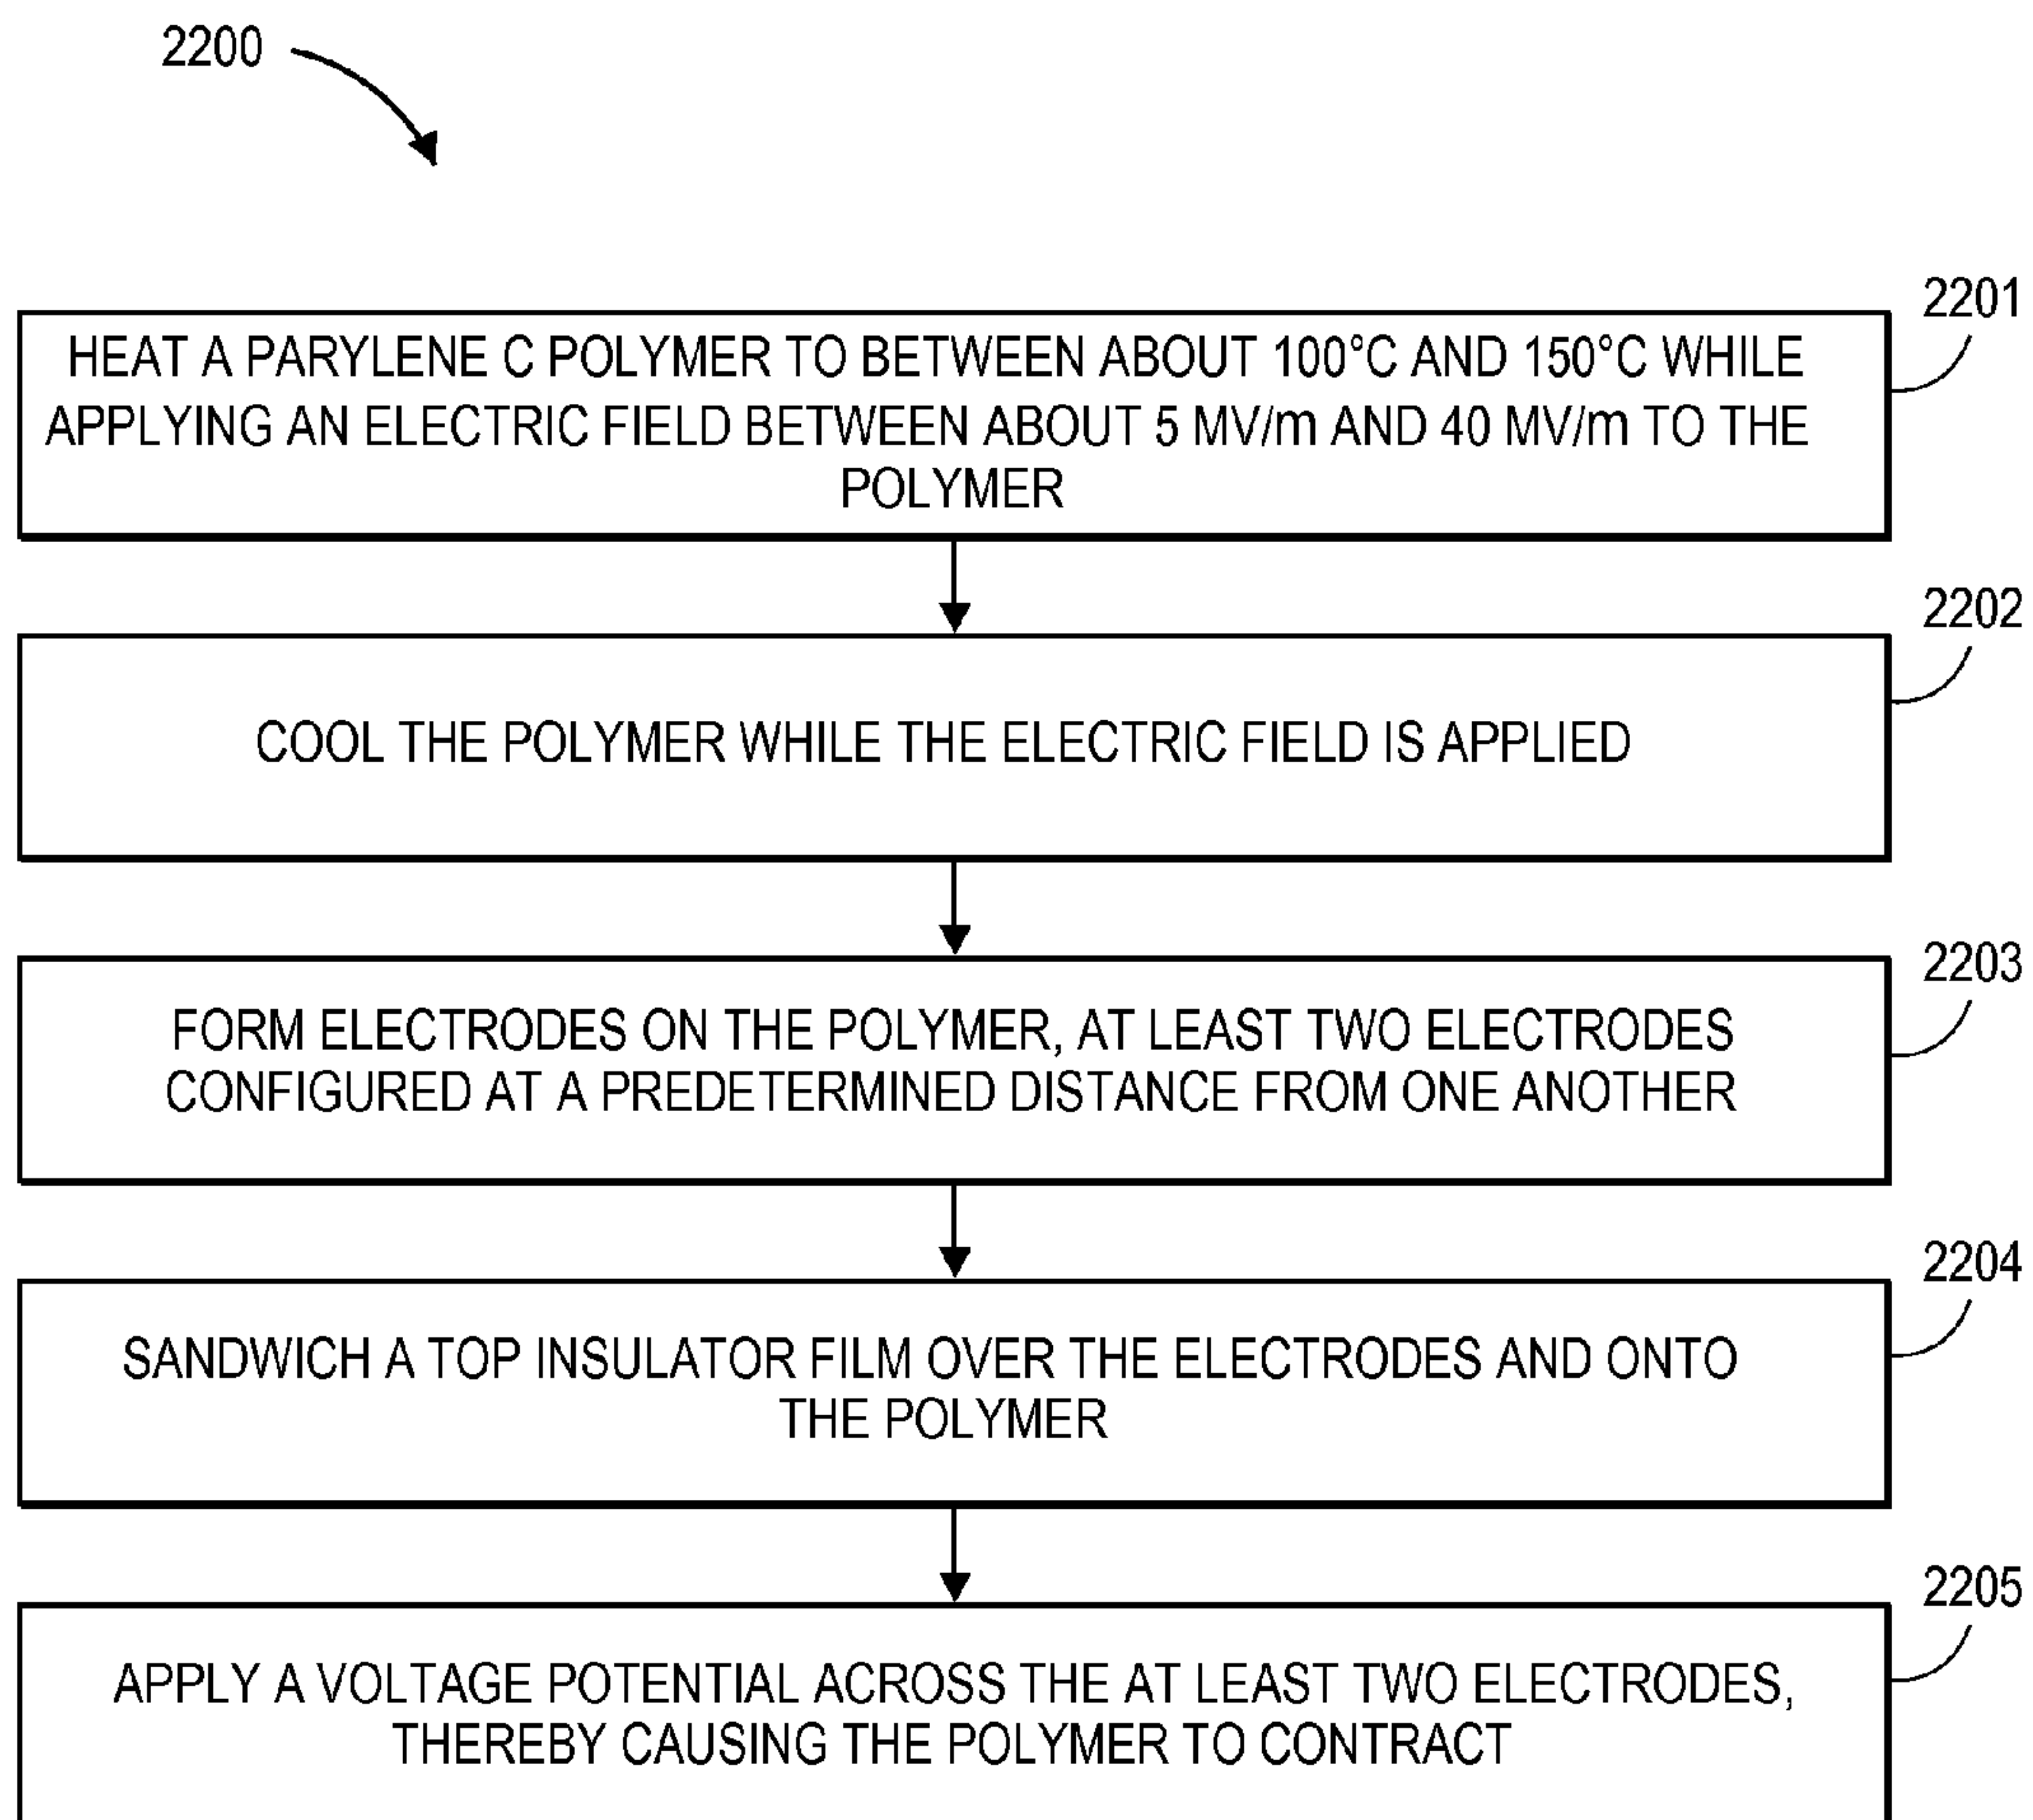 2200
2201
HEAT A PARYLENE C POLYMER TO BETWEEN ABOUT 100°C AND 150°C WHILE
APPLYING AN ELECTRIC FIELD BETWEEN ABOUT 5 MV/m AND 40 MV/m TO THE
POLYMER
2202
COOL THE POLYMER WHILE THE ELECTRIC FIELD IS APPLIED
2203
FORM ELECTRODES ON THE POLYMER, AT LEAST TWO ELECTRODES
CONFIGURED AT A PREDETERMINED DISTANCE FROM ONE ANOTHER
2204
SANDWICH A TOP INSULATOR FILM OVER THE ELECTRODES AND ONTO
THE POLYMER
2205
APPLY A VOLTAGE POTENTIAL ACROSS THE AT LEAST TWO ELECTRODES,
THEREBY CAUSING THE POLYMER TO CONTRACT